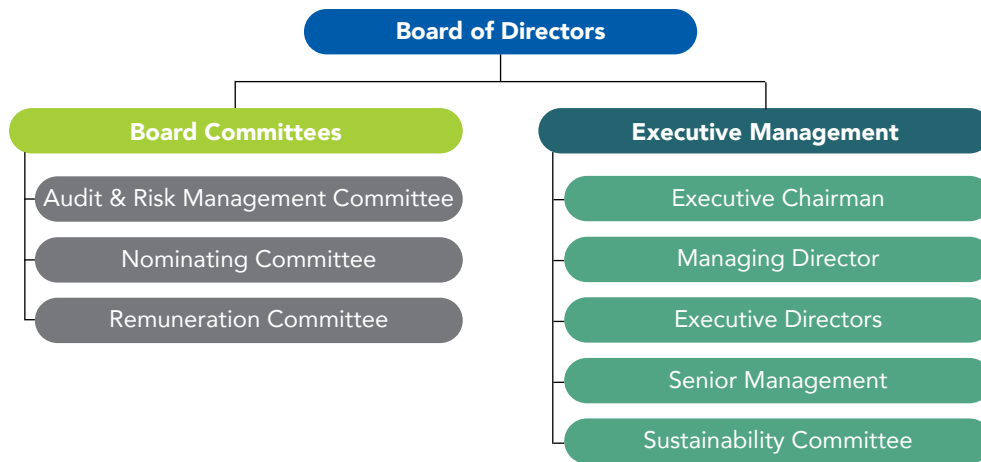 Board of Directors
Board Committees
Audit & Risk Management Committee
Nominating Committee
Remuneration Committee
Executive Management
Executive Chairman
Managing Director
Executive Directors
Senior Management
Sustainability Committee